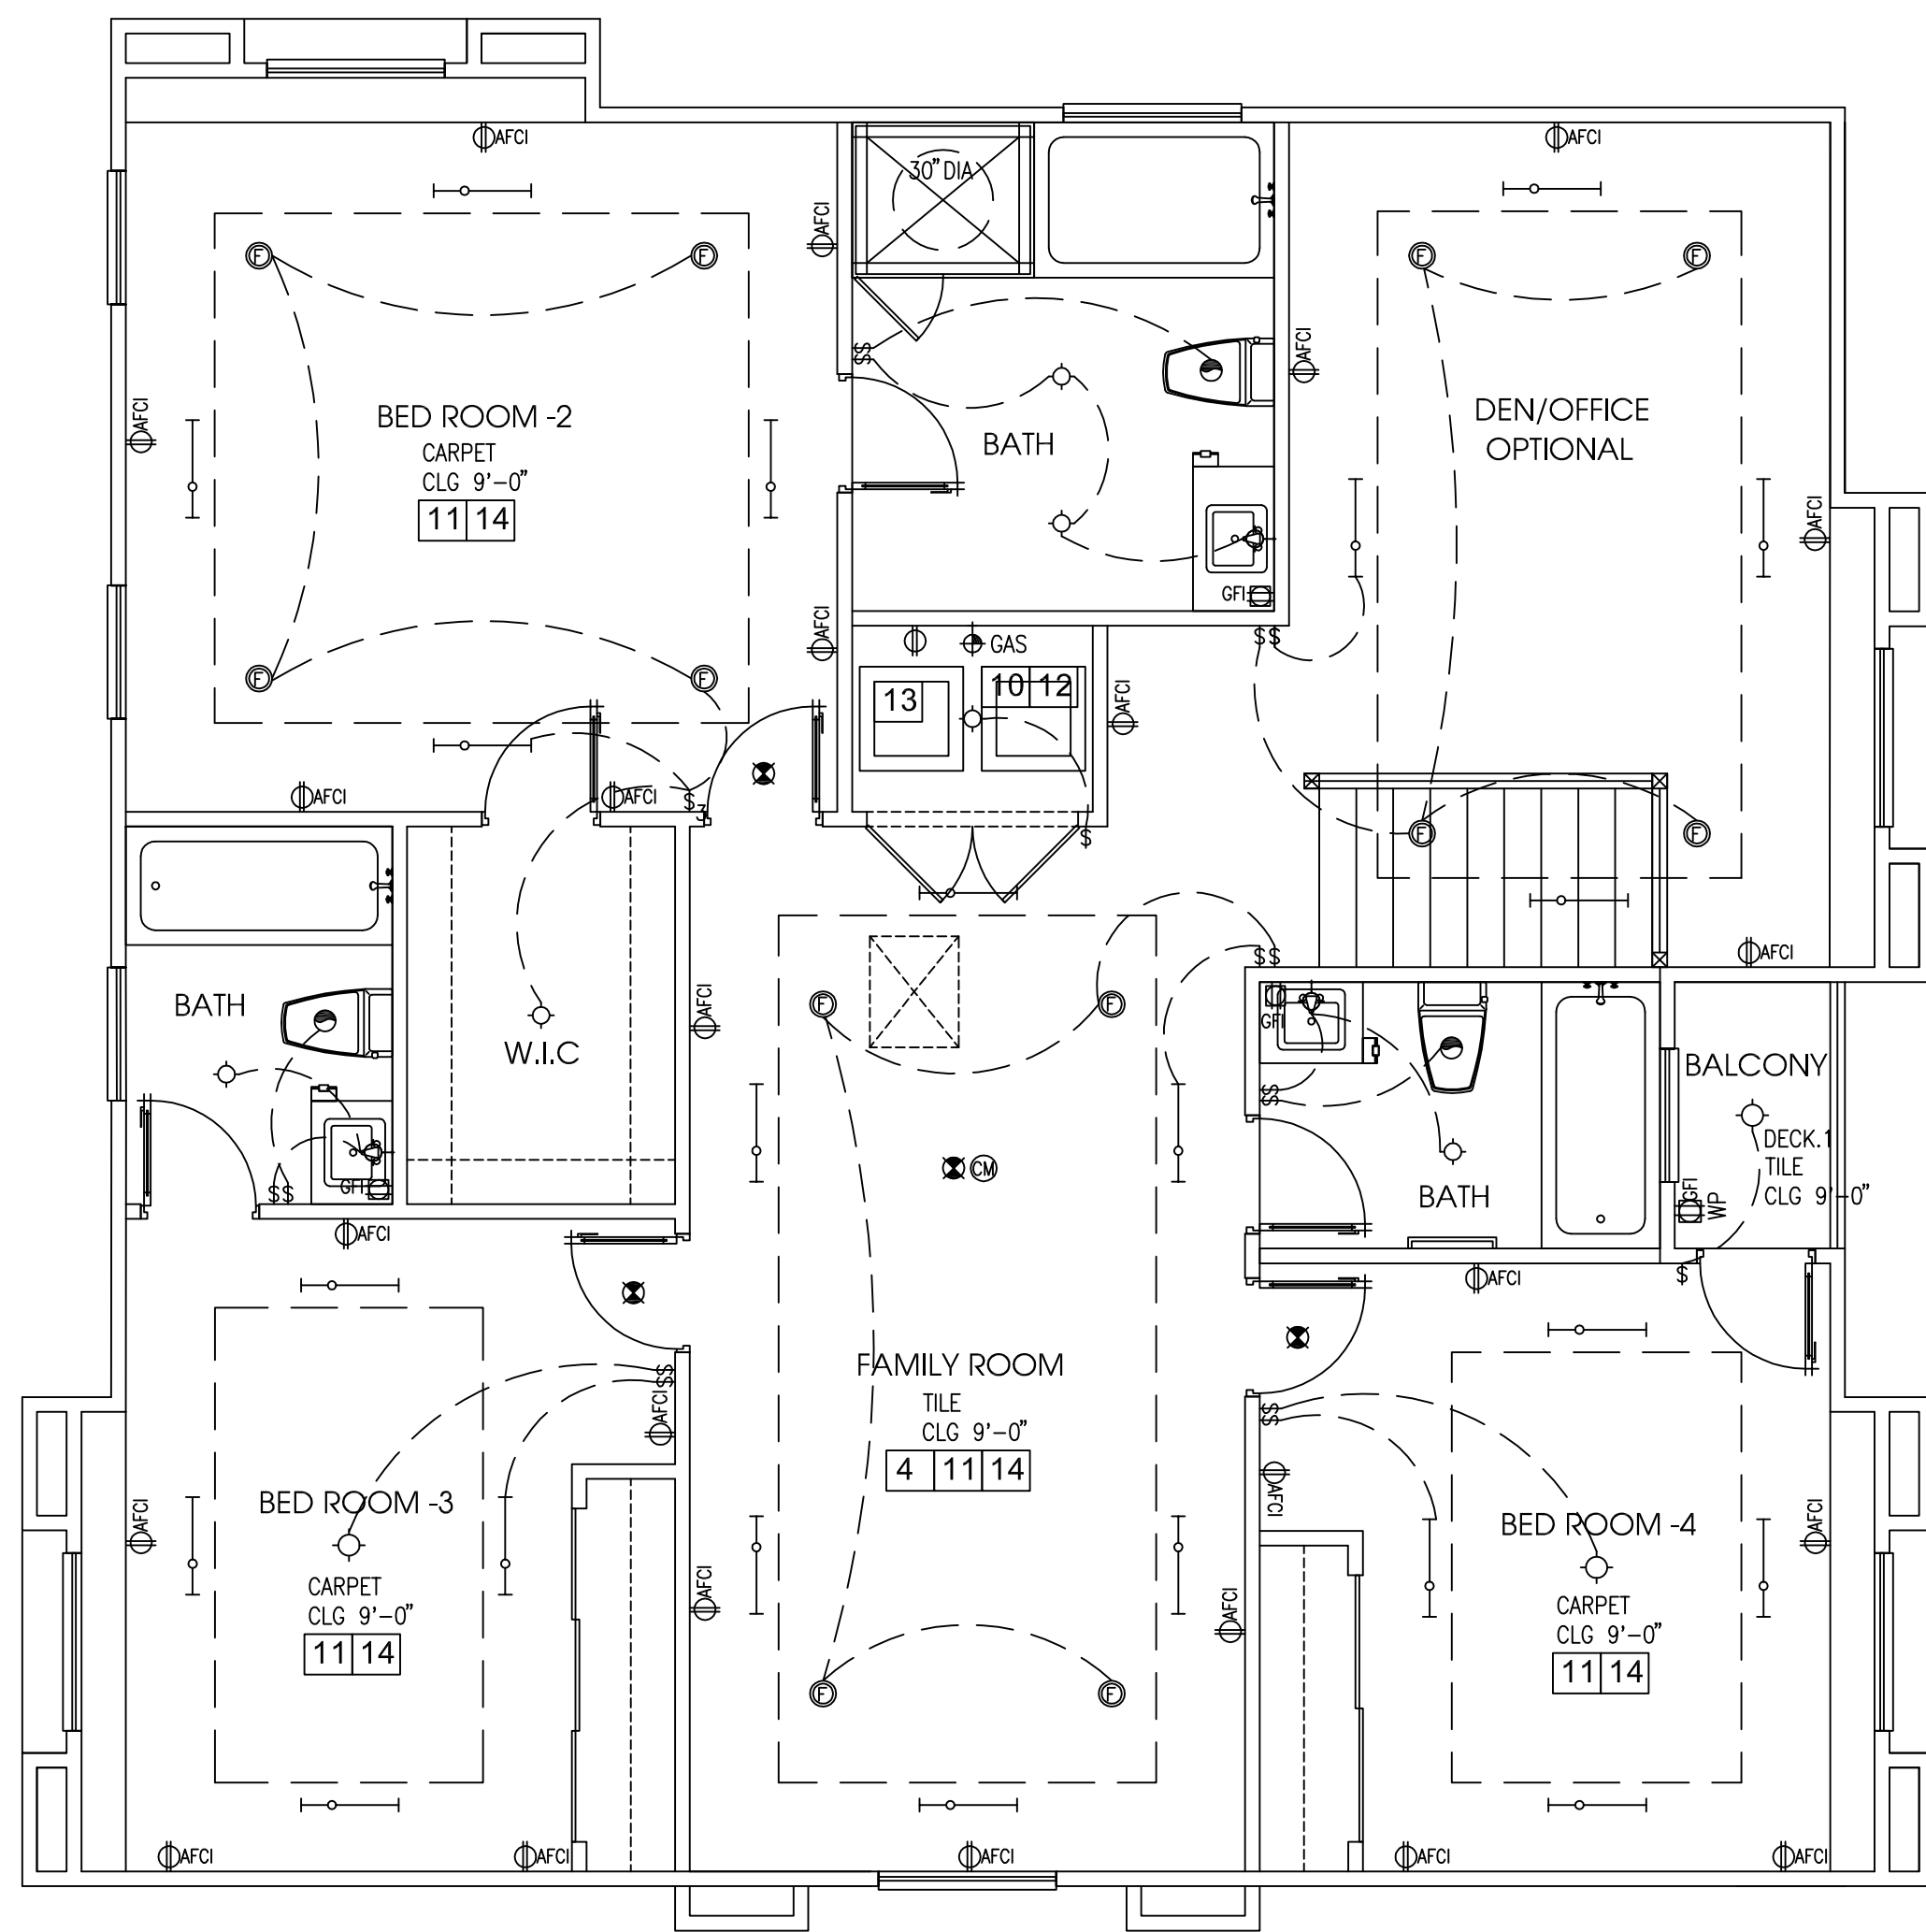 AFCI
AFCI
30" DIA
AFCI
F
F
F
F
AFCI
AFCI
BED ROOM -2
CARPET
CLG 9'-0"
11 14
BATH
DEN/OFFICE
OPTIONAL
AFCI
$$
GFI
AFCI
F
F
GAS
$$
13
10 12
AFCI
AFCI
AFCI
$3
$
F
F
AFCI
$$
AFCI
BATH
W.I.C
AFCI
F
F
GFI
$$
BALCONY
DECK.1
TILE
CLG 9'-0"
GFI
WP
CM
BATH
GFI
$$
AFCI
AFCI
$
FAMILY ROOM
TILE
CLG 9'-0"
4 11 14
$$
AFCI
$$
AFCI
BED ROOM -3
CARPET
CLG 9'-0"
11 14
AFCI
BED ROOM -4
CARPET
CLG 9'-0"
11 14
AFCI
AFCI
AFCI
F
F
AFCI
AFCI
AFCI
AFCI
AFCI